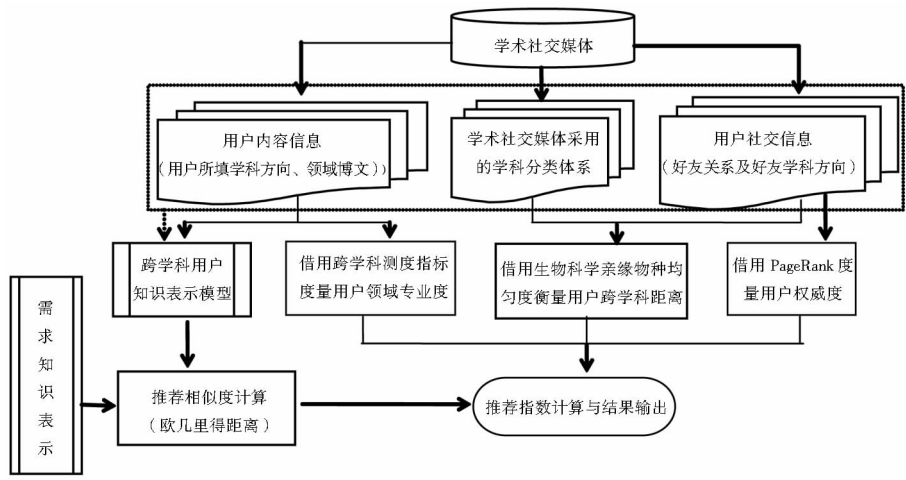 学术社交媒体
用户内容信息
（用户所填学科方向、领域博文））
学术社交媒体采用
的学科分类体系
用户社交信息
（好友关系及好友学科方向）
跨学科用户
知识表示模型
借用跨学科测度指标
度量用户领域专业度
借用生物科学亲缘物种均
匀度衡量用户跨学科距离
借用 PageRank 度
量用户权威度
需
求
知
识
表
示
推荐相似度计算
（欧几里得距离）
推荐指数计算与结果输出